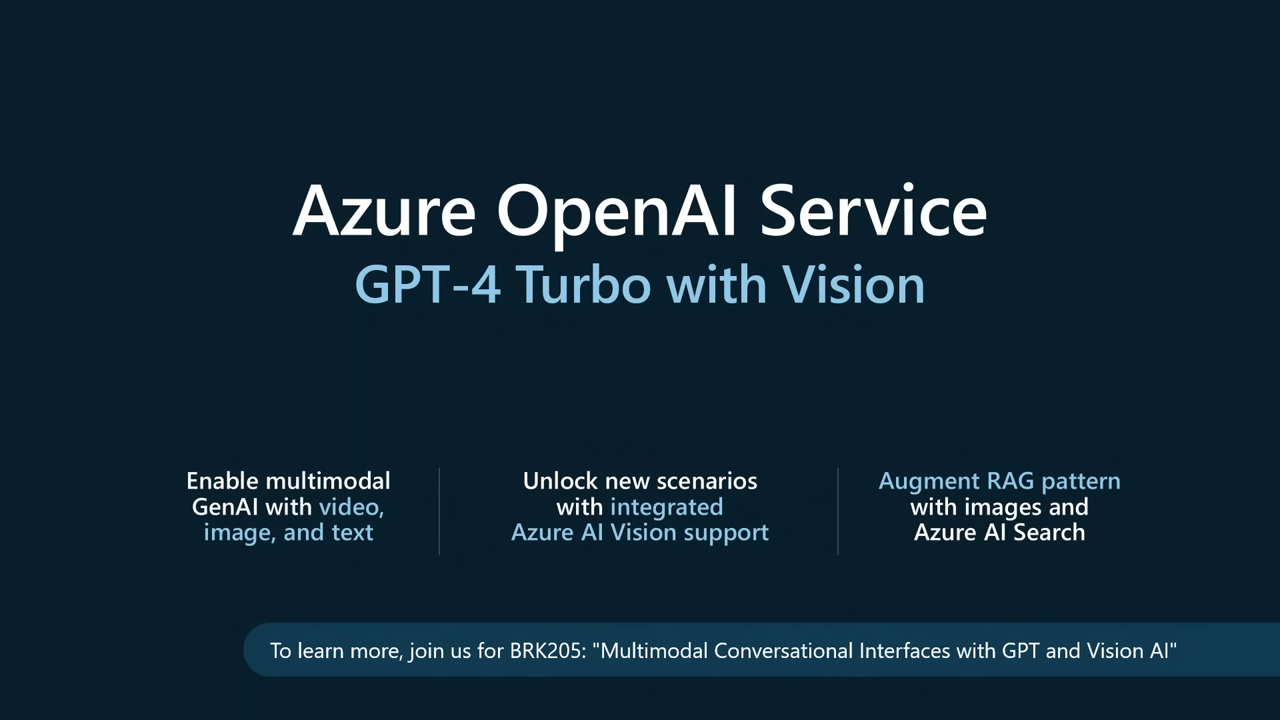 Azure OpenAI Service
GPT-4 Turbo with Vision
Enable multimodal
GenAI with video,
image, and text
Unlock new scenarios
with integrated
Azure AI Vision support
Augment RAG pattern
with images and
Azure AI Search
To learn more, join us for BRK205: "Multimodal Conversational Interfaces with GPT and Vision AI"